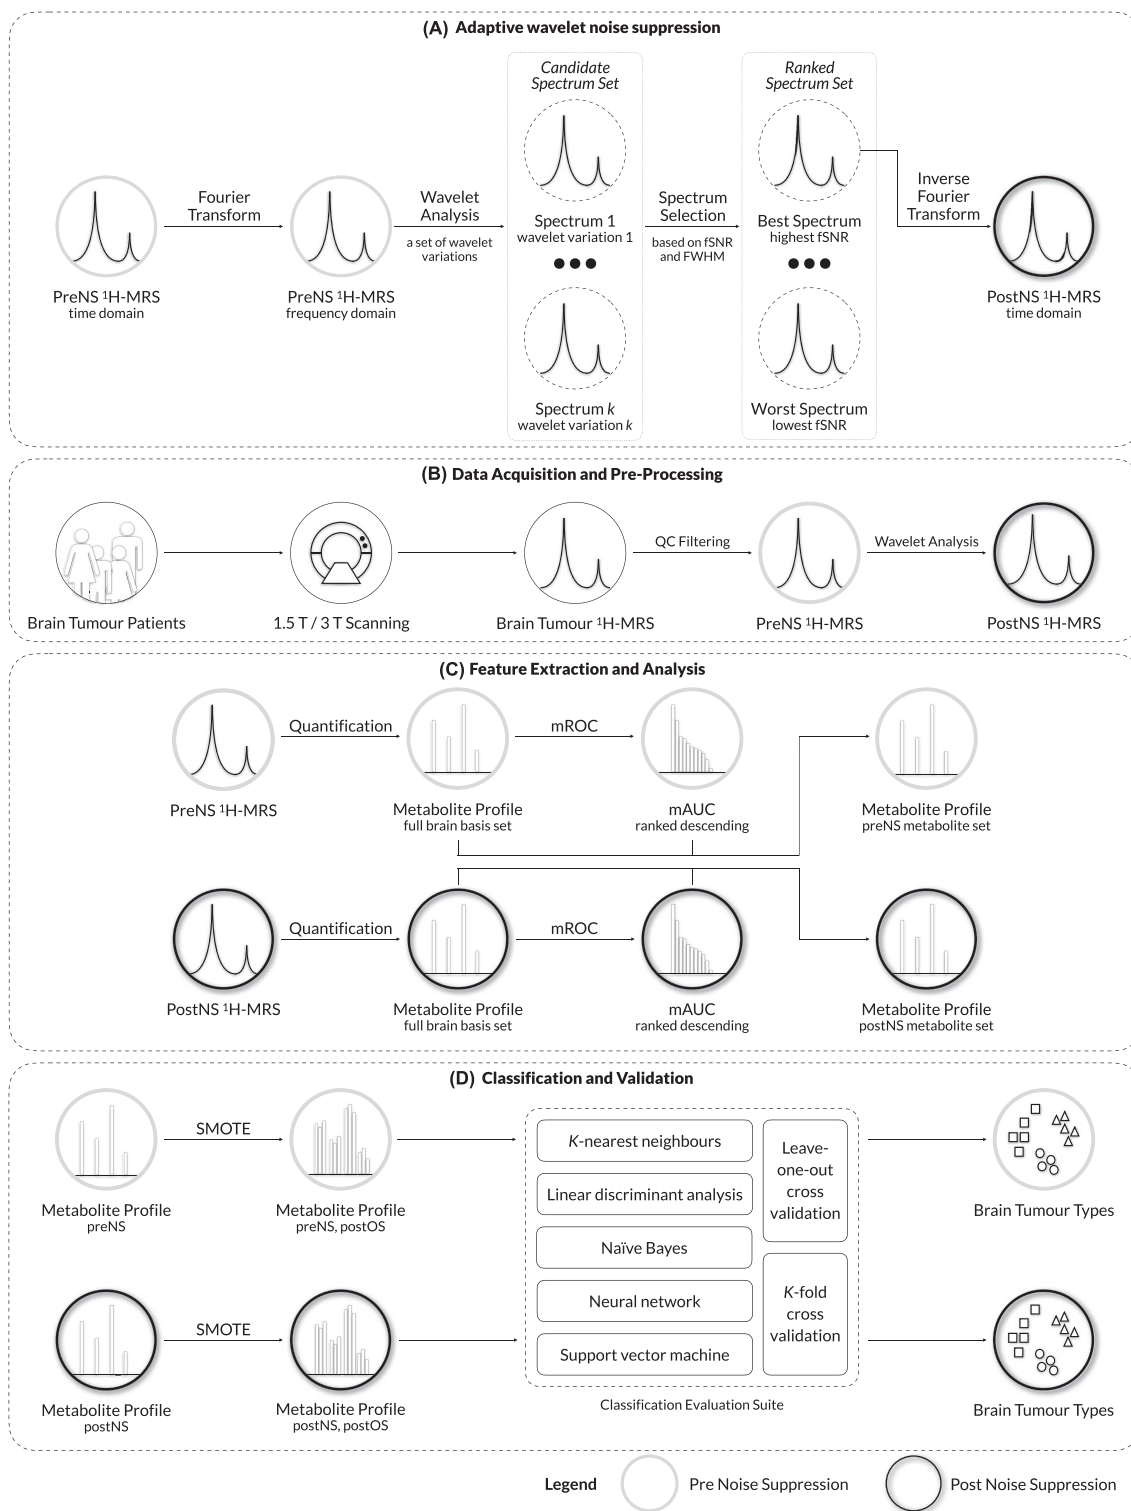 (A) Adaptive wavelet noise suppression
Candidate
Spectrum Set
Ranked
Spectrum Set
Fourier
Transform
Wavelet
Analysis
a set of wavelet
variations
Spectrum 1
wavelet variation 1
Spectrum
Selection
based on fSNR
and FWHM
Best Spectrum
highest fSNR
Inverse
Fourier
Transform
PreNS ¹H-MRS
time domain
PreNS ¹H-MRS
frequency domain
PostNS ¹H-MRS
time domain
Spectrum k
wavelet variation k
Worst Spectrum
lowest fSNR
(B) Data Acquisition and Pre-Processing
QC Filtering
Wavelet Analysis
Brain Tumour Patients
1.5 T / 3 T Scanning
Brain Tumour ¹H-MRS
PreNS ¹H-MRS
PostNS ¹H-MRS
(C) Feature Extraction and Analysis
Quantification
mROC
PreNS ¹H-MRS
Metabolite Profile
full brain basis set
mAUC
ranked descending
Metabolite Profile
preNS metabolite set
Quantification
mROC
PostNS ¹H-MRS
Metabolite Profile
full brain basis set
mAUC
ranked descending
Metabolite Profile
postNS metabolite set
(D) Classification and Validation
SMOTE
Metabolite Profile
preNS
Metabolite Profile
preNS, postOS
K-nearest neighbours
Linear discriminant analysis
Naïve Bayes
Neural network
Support vector machine
Leave-
one-out
cross
validation
K-fold
cross
validation
Brain Tumour Types
SMOTE
Metabolite Profile
postNS
Metabolite Profile
postNS, postOS
Classification Evaluation Suite
Brain Tumour Types
Legend
Pre Noise Suppression
Post Noise Suppression